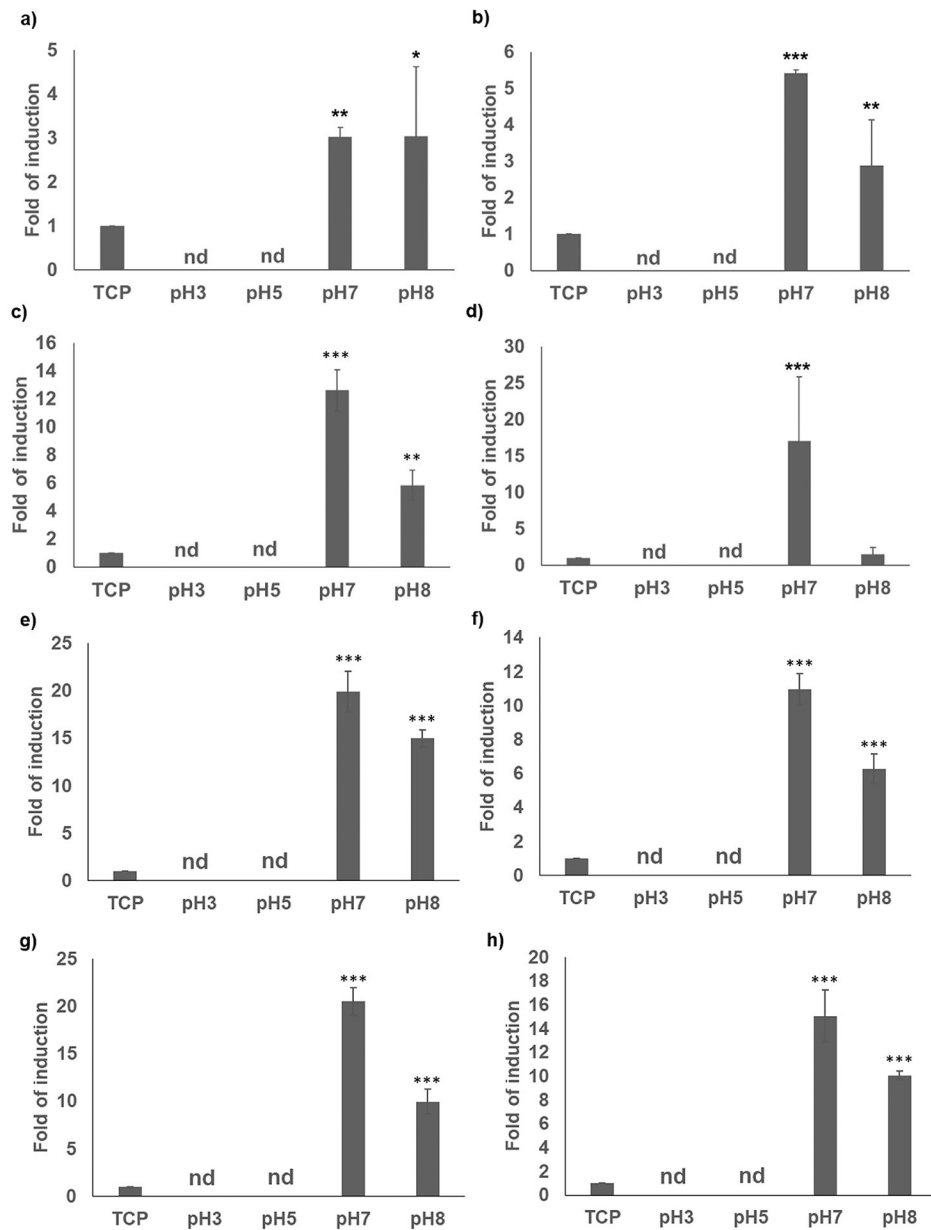 a)
Fold of induction
5
4
3
2
1
0
* 
**
nd
nd
TCP pH3 pH5 pH7 pH8
b)
Fold of induction
6
5
4
3
2
1
0
***
**
nd
nd
TCP pH3 pH5 pH7 pH8
c)
Fold of induction
16
14
12
10
8
6
4
2
0
***
**
nd
nd
TCP pH3 pH5 pH7 pH8
d)
Fold of induction
30
25
20
15
10
5
0
***
nd
nd
TCP pH3 pH5 pH7 pH8
e)
Fold of induction
25
20
15
10
5
0
***
***
nd
nd
TCP pH3 pH5 pH7 pH8
f)
Fold of induction
14
12
10
8
6
4
2
0
***
***
nd
nd
TCP pH3 pH5 pH7 pH8
g)
Fold of induction
25
20
15
10
5
0
***
***
nd
nd
TCP pH3 pH5 pH7 pH8
h)
Fold of induction
20
18
16
14
12
10
8
6
4
2
0
***
***
nd
nd
TCP pH3 pH5 pH7 pH8